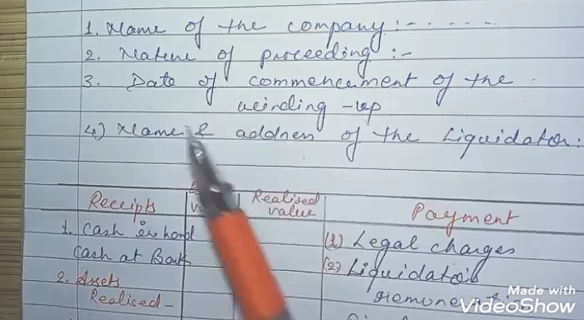 1. Name of the company :- - - - -
2. Nature of proceeding :-
3. Date of commencement of the
winding -up
4) Name & address of the Liquidator :
Receipts Realised Payment
value
1. Cash in hand (1) Legal charges
Cash at Bank (2) Liquidator's
2. Assets
Realised -
Made with
VideoShow